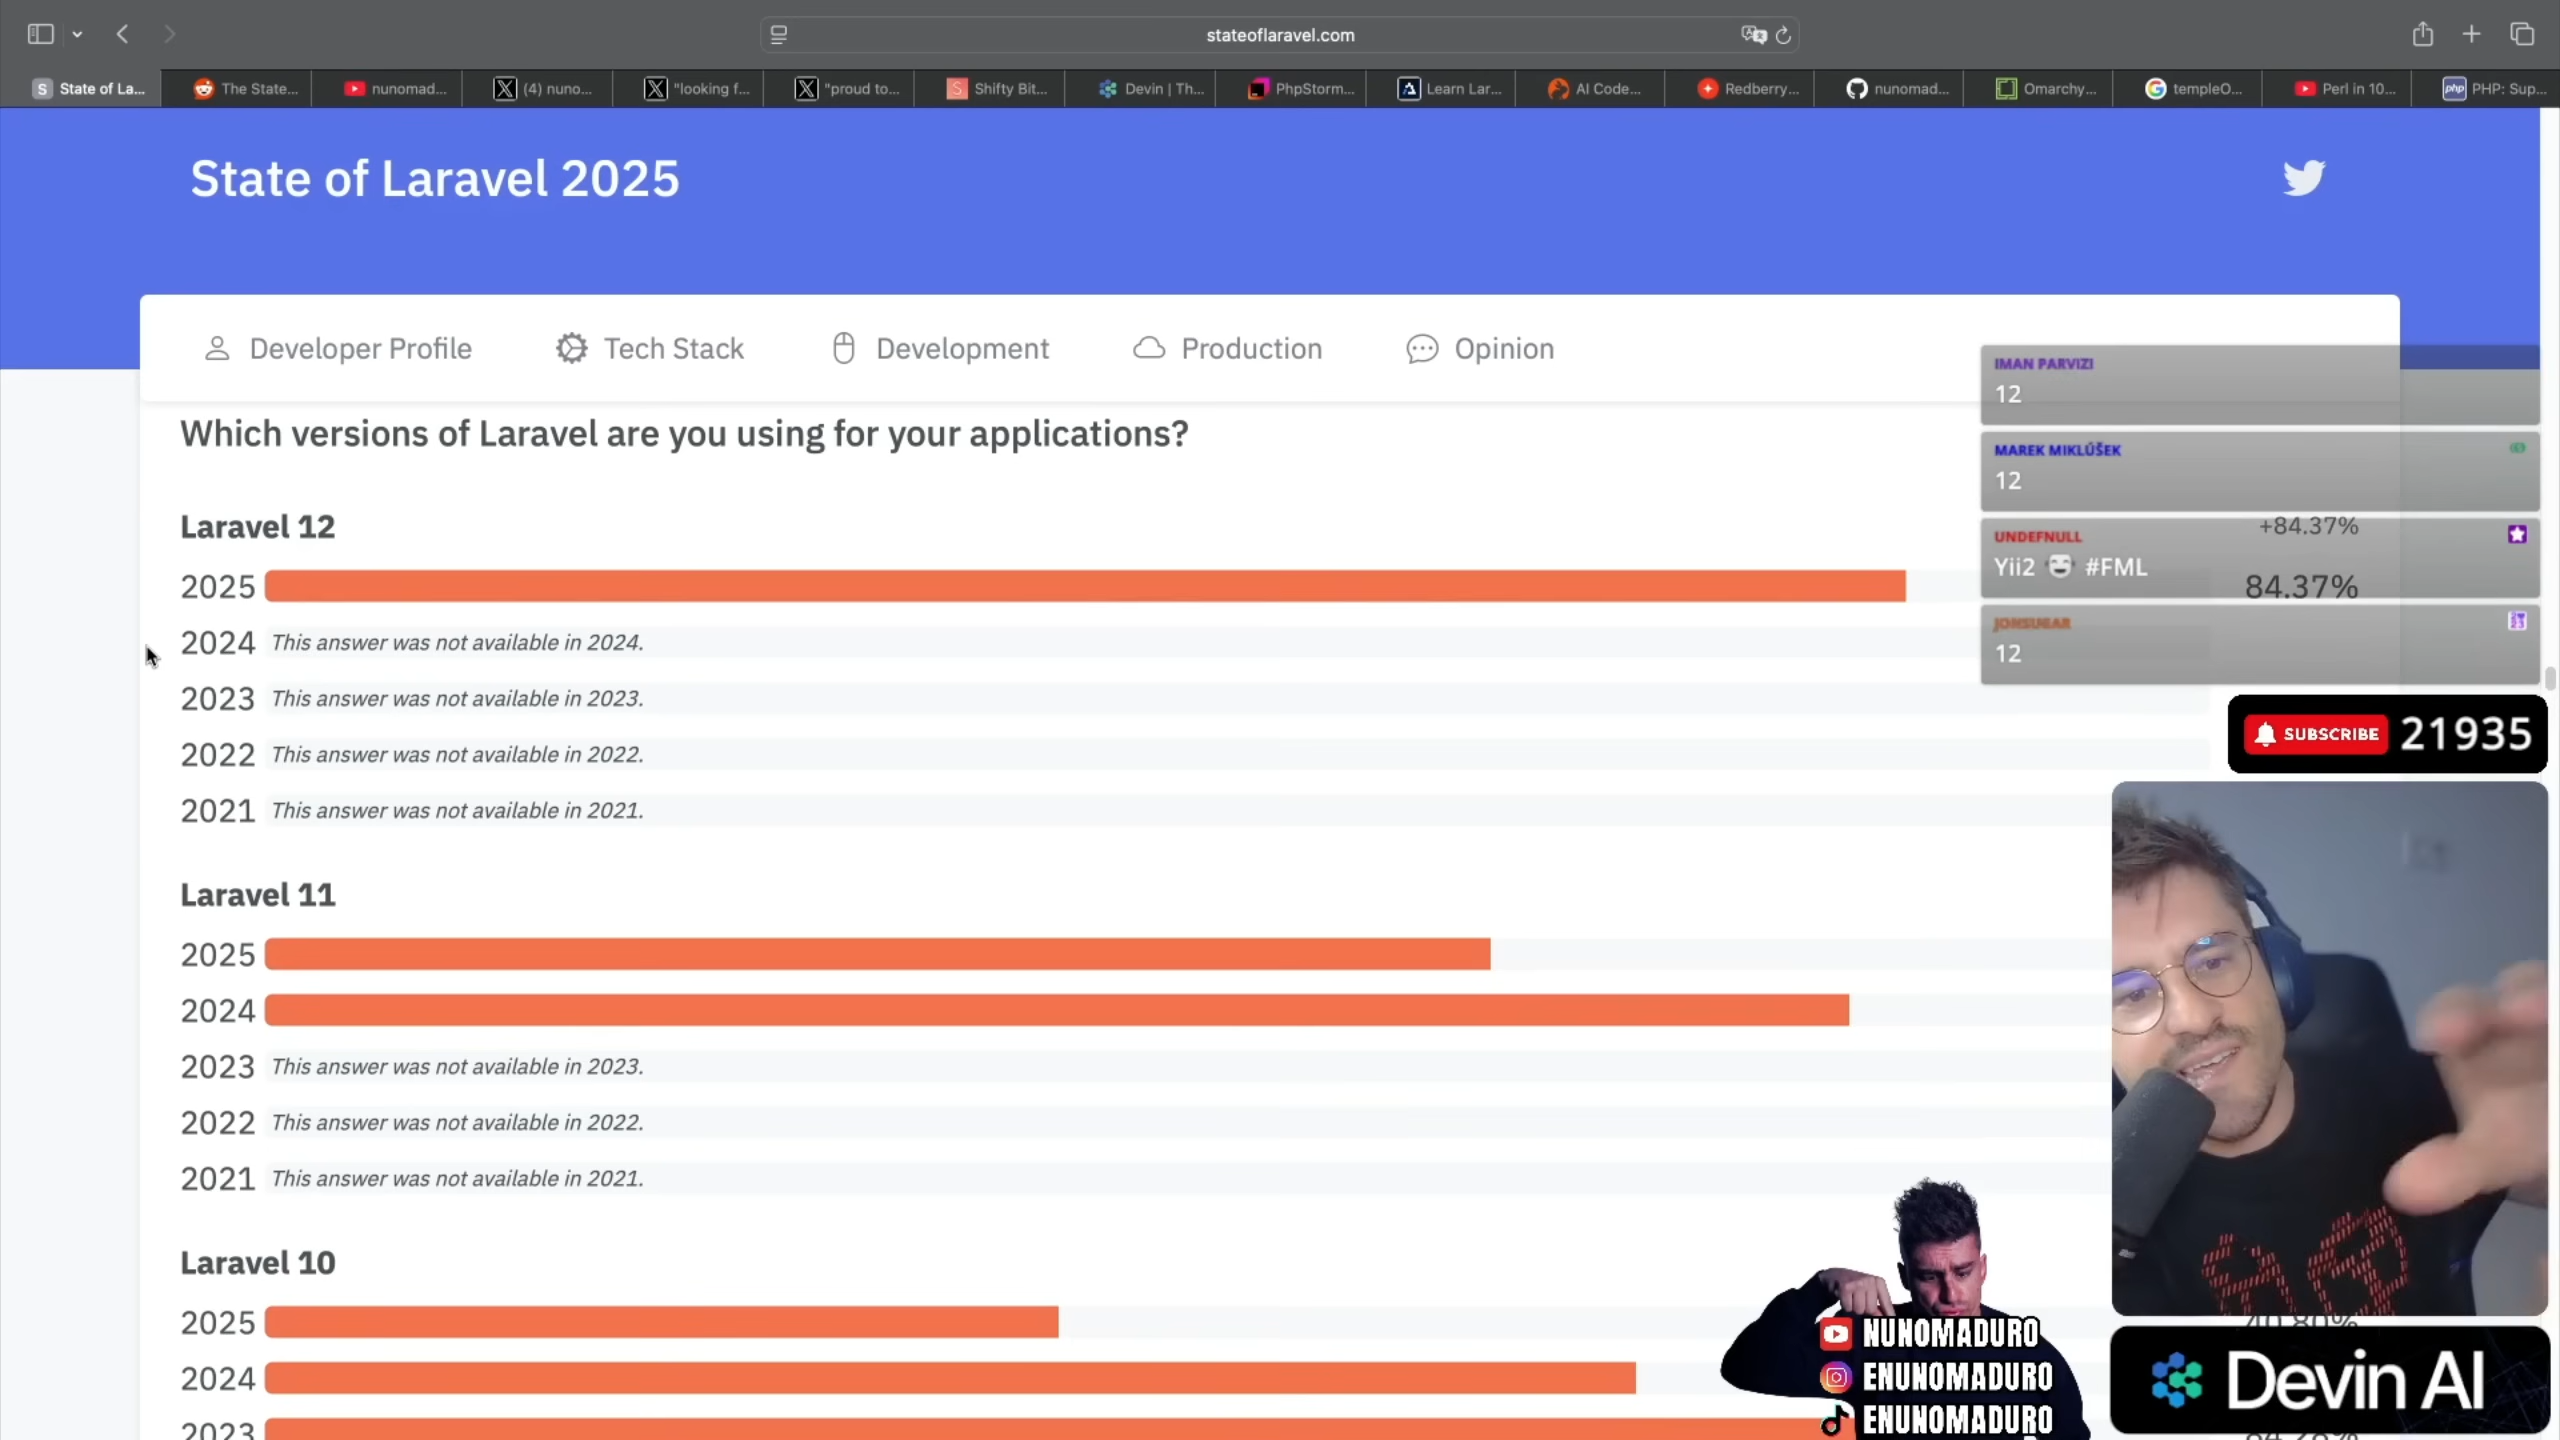 stateoflaravel.com
State of La...
The State...
nunomad...
(4) nuno...
"looking f...
"proud to...
Shifty Bit...
Devin | Th...
PhpStorm...
Learn Lar...
AI Code...
Redberry...
nunomad...
Omarchy...
templeO...
Perl in 10...
php PHP: Sup...
State of Laravel 2025
Developer Profile
Tech Stack
Development
Production
Opinion
IMAN PARVIZI
12
Which versions of Laravel are you using for your applications?
MAREK MIKLÚŠEK
12
Laravel 12
+84.37%
UNDEFNULL
Yii2 #FML
2025
84.37%
JONSUGAR
12
2024 This answer was not available in 2024.
2023 This answer was not available in 2023.
SUBSCRIBE 21935
2022 This answer was not available in 2022.
2021 This answer was not available in 2021.
Laravel 11
2025
2024
2023 This answer was not available in 2023.
2022 This answer was not available in 2022.
2021 This answer was not available in 2021.
Laravel 10
2025
40.80%
2024
2023
NUNOMADURO
ENUNOMADURO
ENUNOMADURO
Devin AI